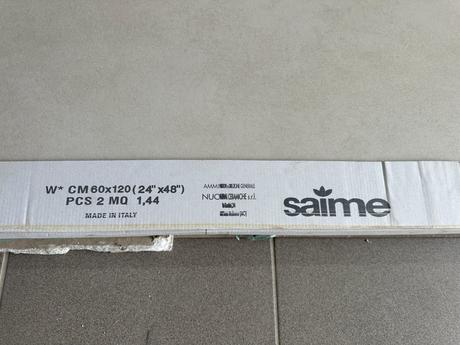 W* CM 60x120 (24"x48")
PCS 2 MQ 1,44
MADE IN ITALY
saime